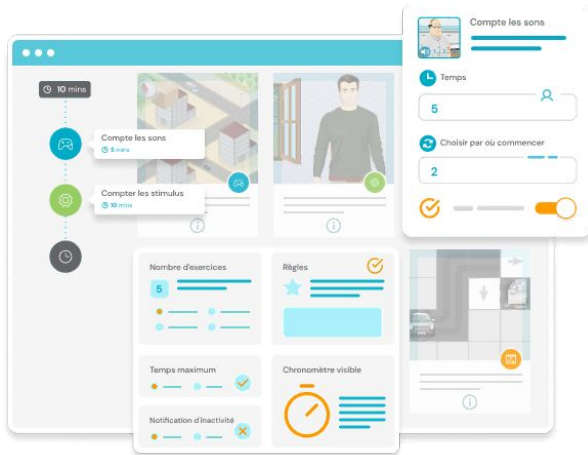 10 mins
Compte les sons
5 mins
Compter les stimulus
10 mins
Compte les sons
Temps
5
Choisir par où commencer
2
Nombre d'exercices
5
Règles
Temps maximum
Notification d'inactivité
Chronomètre visible